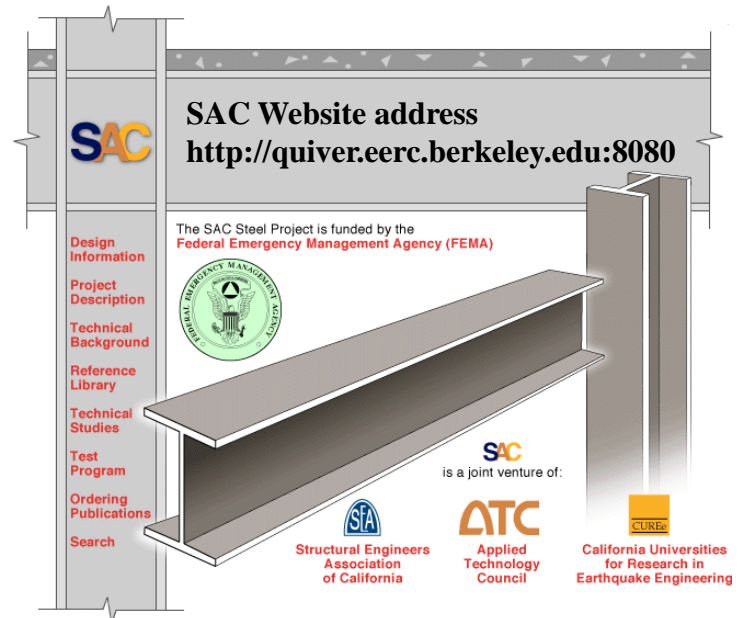 SAC
SAC Website address
http://quiver.eerc.berkeley.edu:8080
The SAC Steel Project is funded by the
Federal Emergency Management Agency (FEMA)
FEDERAL EMERGENCY MANAGEMENT AGENCY
Design
Information
Project
Description
Technical
Background
Reference
Library
Technical
Studies
Test
Program
Ordering
Publications
Search
SAC
is a joint venture of:
SEA
Structural Engineers
Association
of California
ATC
Applied
Technology
Council
CUREe
California Universities
for Research in
Earthquake Engineering